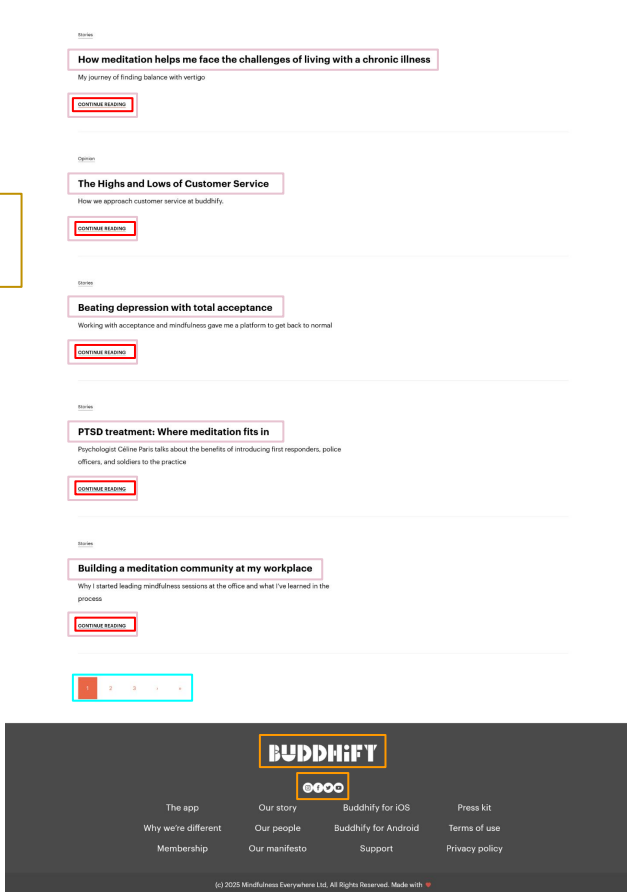 Stories
How meditation helps me face the challenges of living with a chronic illness
My journey of finding balance with vertigo
CONTINUE READING
Opinion
The Highs and Lows of Customer Service
How we approach customer service at buddhify.
CONTINUE READING
Stories
Beating depression with total acceptance
Working with acceptance and mindfulness gave me a platform to get back to normal
CONTINUE READING
Stories
PTSD treatment: Where meditation fits in
Psychologist Céline Paris talks about the benefits of introducing first responders, police
officers, and soldiers to the practice
CONTINUE READING
Stories
Building a meditation community at my workplace
Why I started leading mindfulness sessions at the office and what I've learned in the
process
CONTINUE READING
1 2 3 › »
BUDDHiFY
The app Our story Buddhify for iOS Press kit
Why we're different Our people Buddhify for Android Terms of use
Membership Our manifesto Support Privacy policy
(c) 2025 Mindfulness Everywhere Ltd, All Rights Reserved. Made with ❤